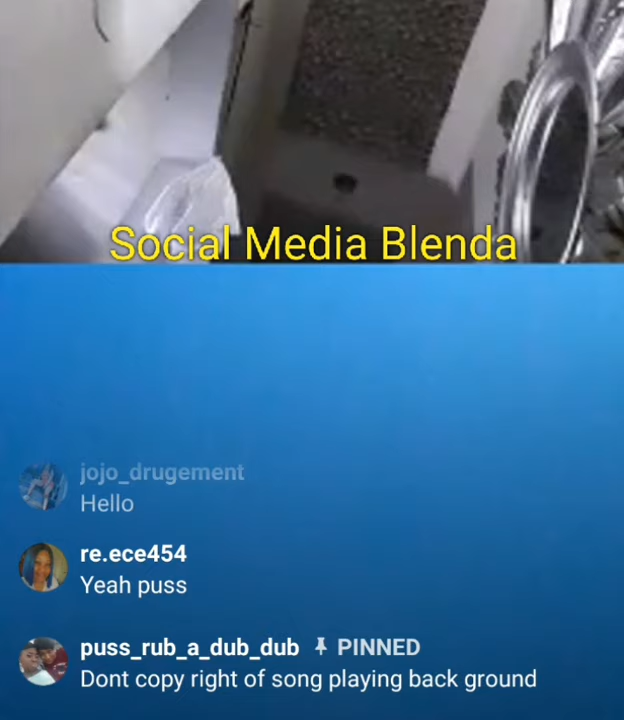 Social Media Blenda
jojo_drugement
Hello
re.ece454
Yeah puss
puss_rub_a_dub_dub PINNED
Dont copy right of song playing back ground